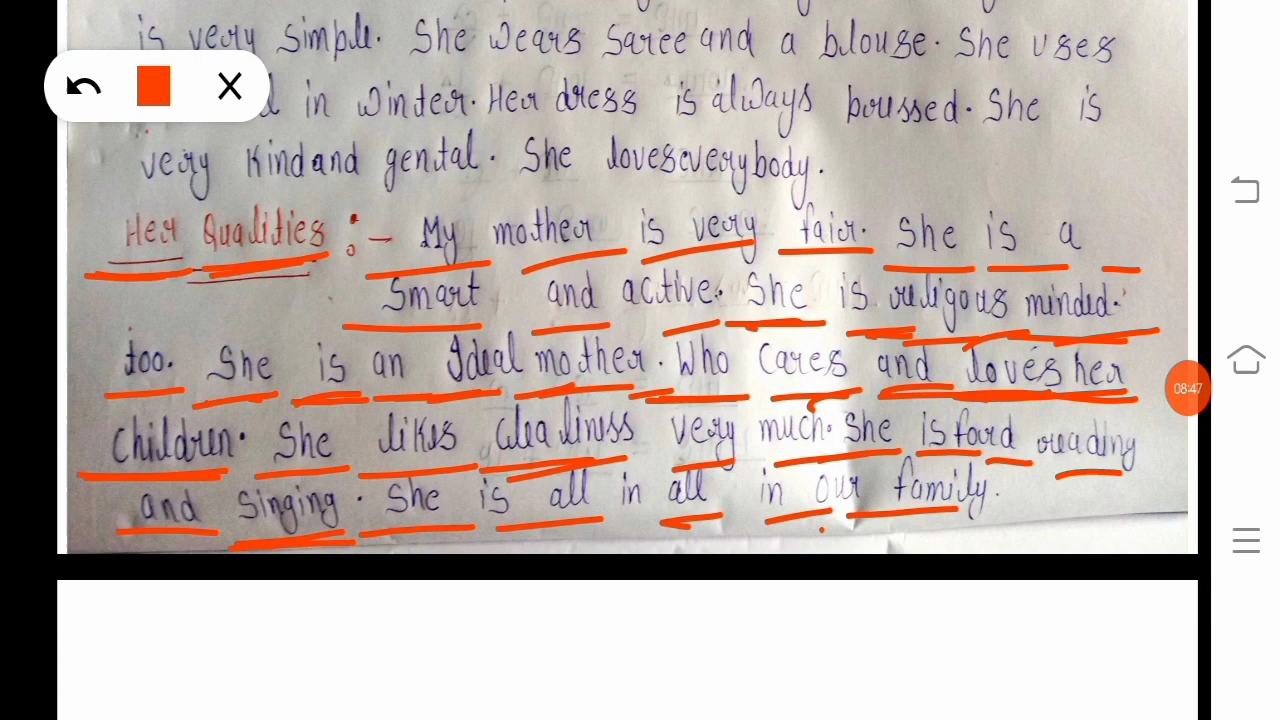 is very Simple. She wears Saree and a blouse. She uses
in winter. Her dress is always boussed. She is
very Kind and genital. She loves everybody.
Her Qualities :- My mother is very fair. She is a
Smart and active. She is religous minded.
too. She is an Ideal mother. Who Cares and loves her
Children. She likes clealiness very much. She is fond reading
and Singing. She is all in all in our family.
08:47